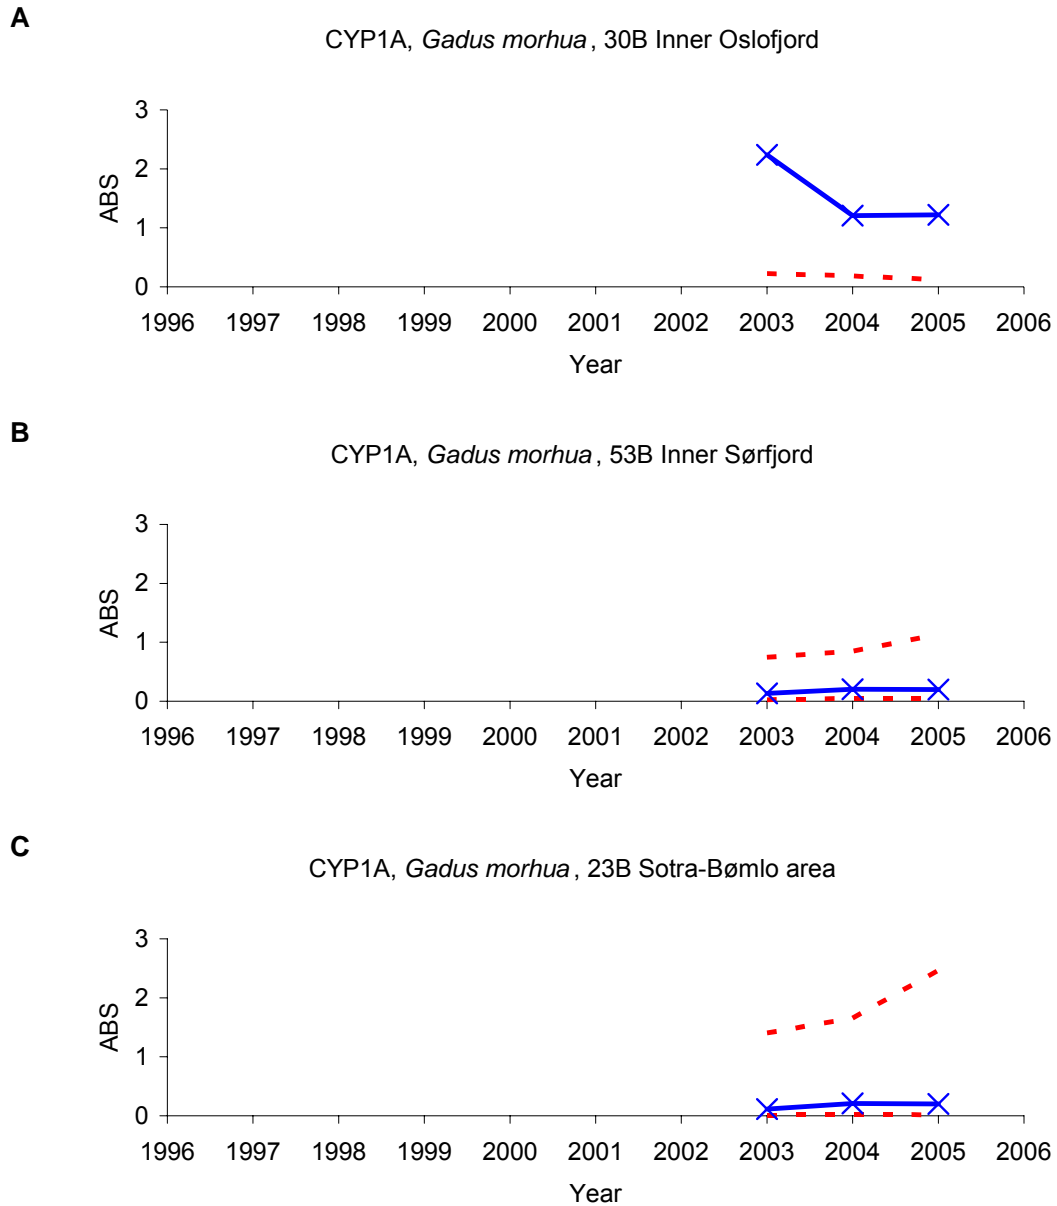 A
CYP1A, Gadus morhua, 30B Inner Oslofjord
3
2
1
0
ABS
1996 1997 1998 1999 2000 2001 2002 2003 2004 2005 2006
Year
B
CYP1A, Gadus morhua, 53B Inner Sørfjord
3
2
1
0
ABS
1996 1997 1998 1999 2000 2001 2002 2003 2004 2005 2006
Year
C
CYP1A, Gadus morhua, 23B Sotra-Bømlo area
3
2
1
0
ABS
1996 1997 1998 1999 2000 2001 2002 2003 2004 2005 2006
Year